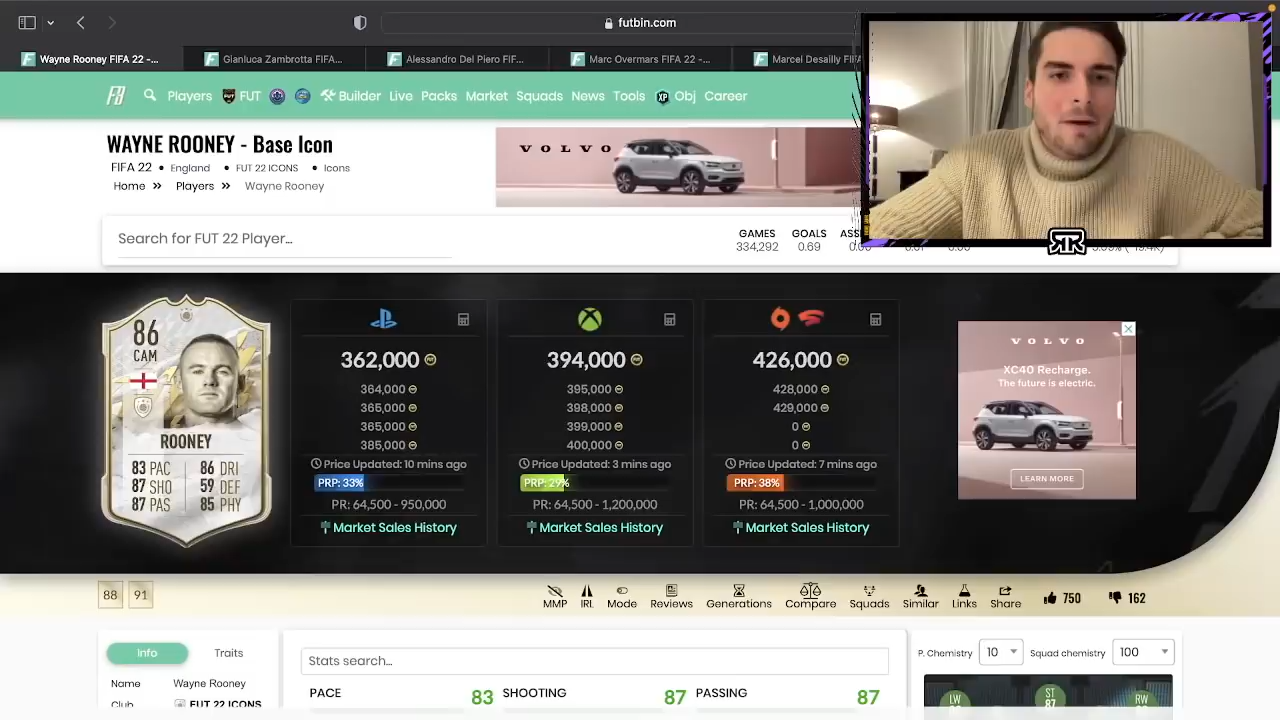 futbin.com
Wayne Rooney FIFA 22 -...
Gianluca Zambrotta FIFA...
Alessandro Del Piero FIF...
Marc Overmars FIFA 22 -...
Marcel Desailly FIFA
Players
FUT
Builder
Live
Packs
Market
Squads
News
Tools
XP Obj
Career
WAYNE ROONEY - Base Icon
FIFA 22 • England • FUT 22 ICONS • Icons
Home » Players » Wayne Rooney
VOLVO
Search for FUT 22 Player...
GAMES
334,292
GOALS
0.69
86
CAM
ROONEY
83 PAC 86 DRI
87 SHO 59 DEF
87 PAS 85 PHY
362,000
364,000
365,000
365,000
385,000
Price Updated: 10 mins ago
PRP: 33%
PR: 64,500 - 950,000
Market Sales History
394,000
395,000
398,000
399,000
400,000
Price Updated: 3 mins ago
PRP: 29%
PR: 64,500 - 1,200,000
Market Sales History
426,000
428,000
429,000
0
0
Price Updated: 7 mins ago
PRP: 38%
PR: 64,500 - 1,000,000
Market Sales History
VOLVO
XC40 Recharge.
The future is electric.
LEARN MORE
88
91
MMP
IRL
Mode
Reviews
Generations
Compare
Squads
Similar
Links
Share
750
162
Info
Traits
Name Wayne Rooney
Club FUT 22 ICONS
Stats search...
PACE 83
SHOOTING 87
PASSING 87
P. Chemistry 10
Squad chemistry 100
LW
ST
87
RW